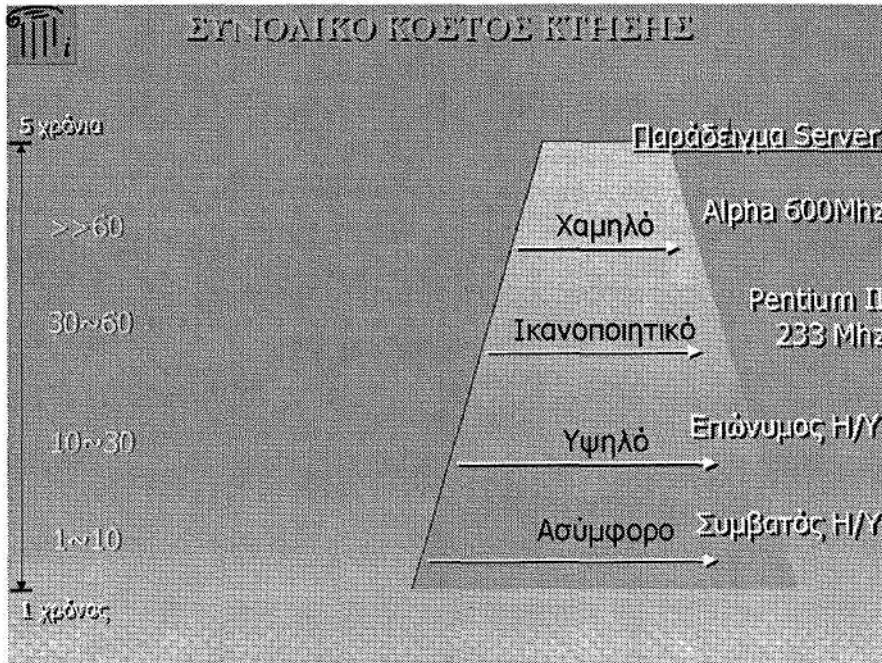 ΣΥΝΟΛΙΚΟ ΚΟΣΤΟΣ ΚΤΗΣΗΣ
5 χρόνια
Παράδειγμα Server
>>60
Χαμηλό
Alpha 600Mhz
30~60
Ικανοποιητικό
Pentium II
233 Mhz
10~30
Υψηλό
Επώνυμος Η/Υ
1~10
Ασύμφορο
Συμβατός Η/Υ
1 χρόνος